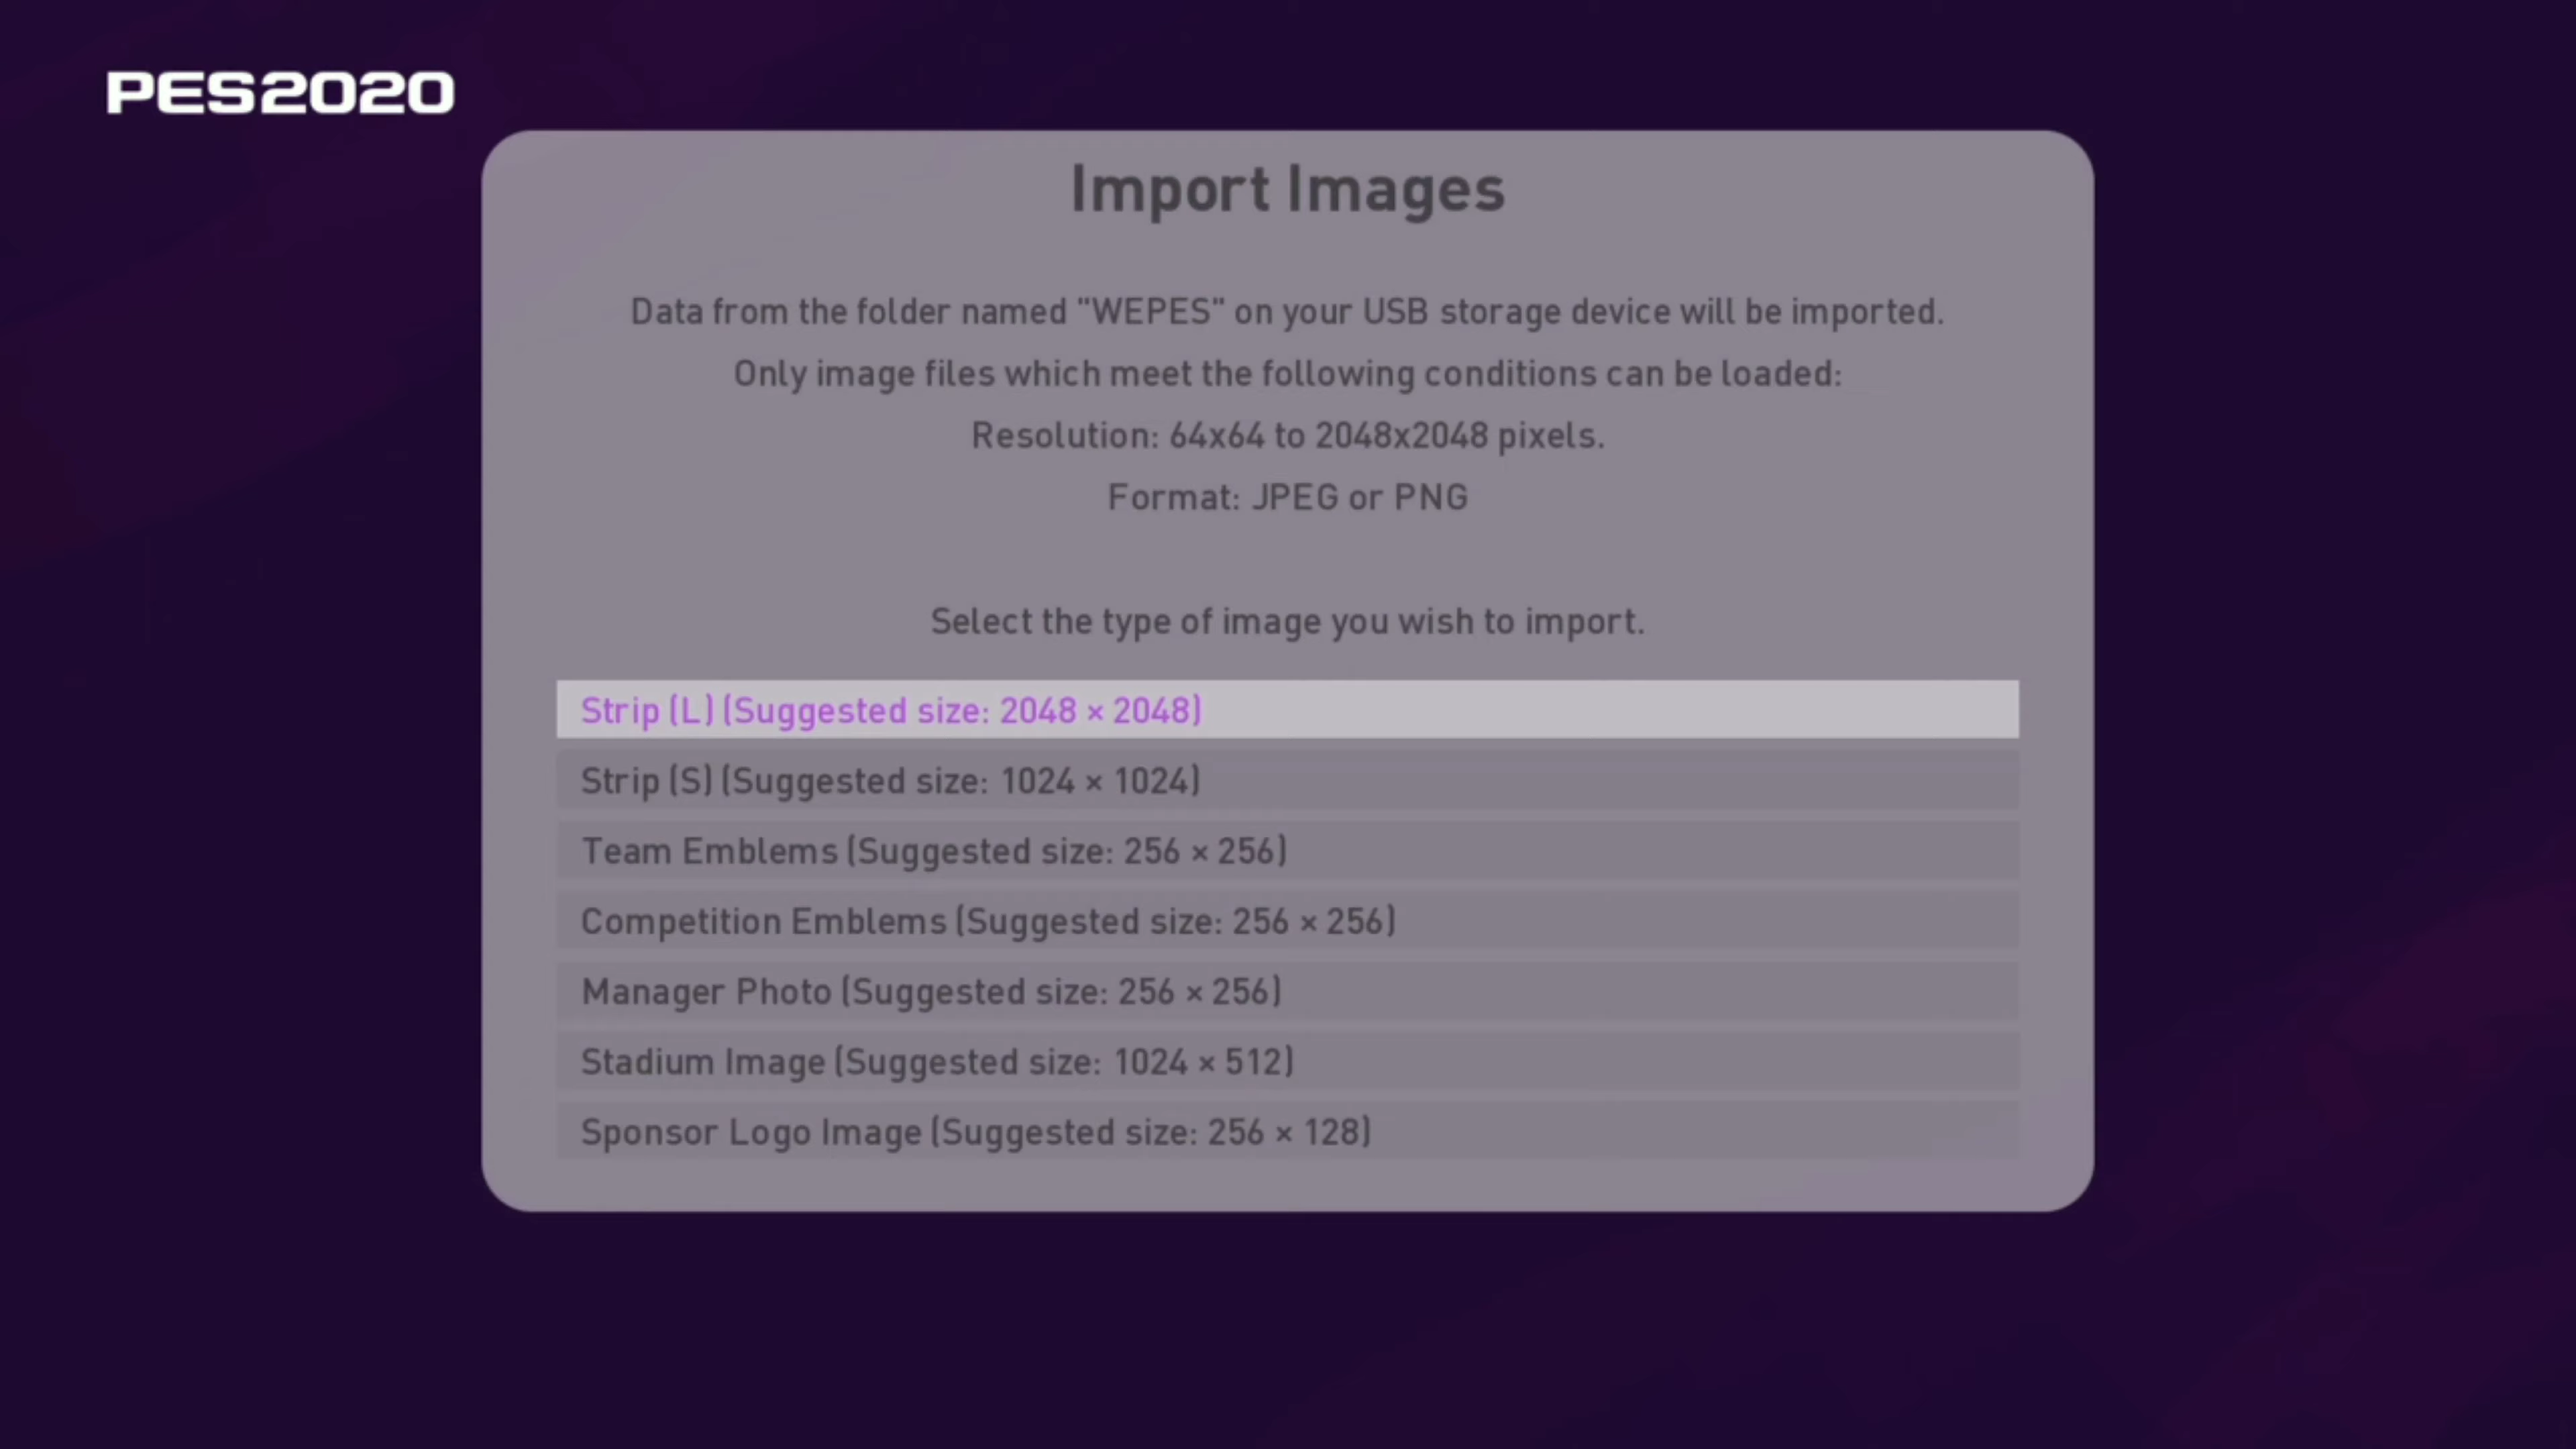 PES2020
Import Images
Data from the folder named "WEPES" on your USB storage device will be imported.
Only image files which meet the following conditions can be loaded:
Resolution: 64x64 to 2048x2048 pixels.
Format: JPEG or PNG
Select the type of image you wish to import.
Strip (L) (Suggested size: 2048 × 2048)
Strip (S) (Suggested size: 1024 × 1024)
Team Emblems (Suggested size: 256 × 256)
Competition Emblems (Suggested size: 256 × 256)
Manager Photo (Suggested size: 256 × 256)
Stadium Image (Suggested size: 1024 × 512)
Sponsor Logo Image (Suggested size: 256 × 128)